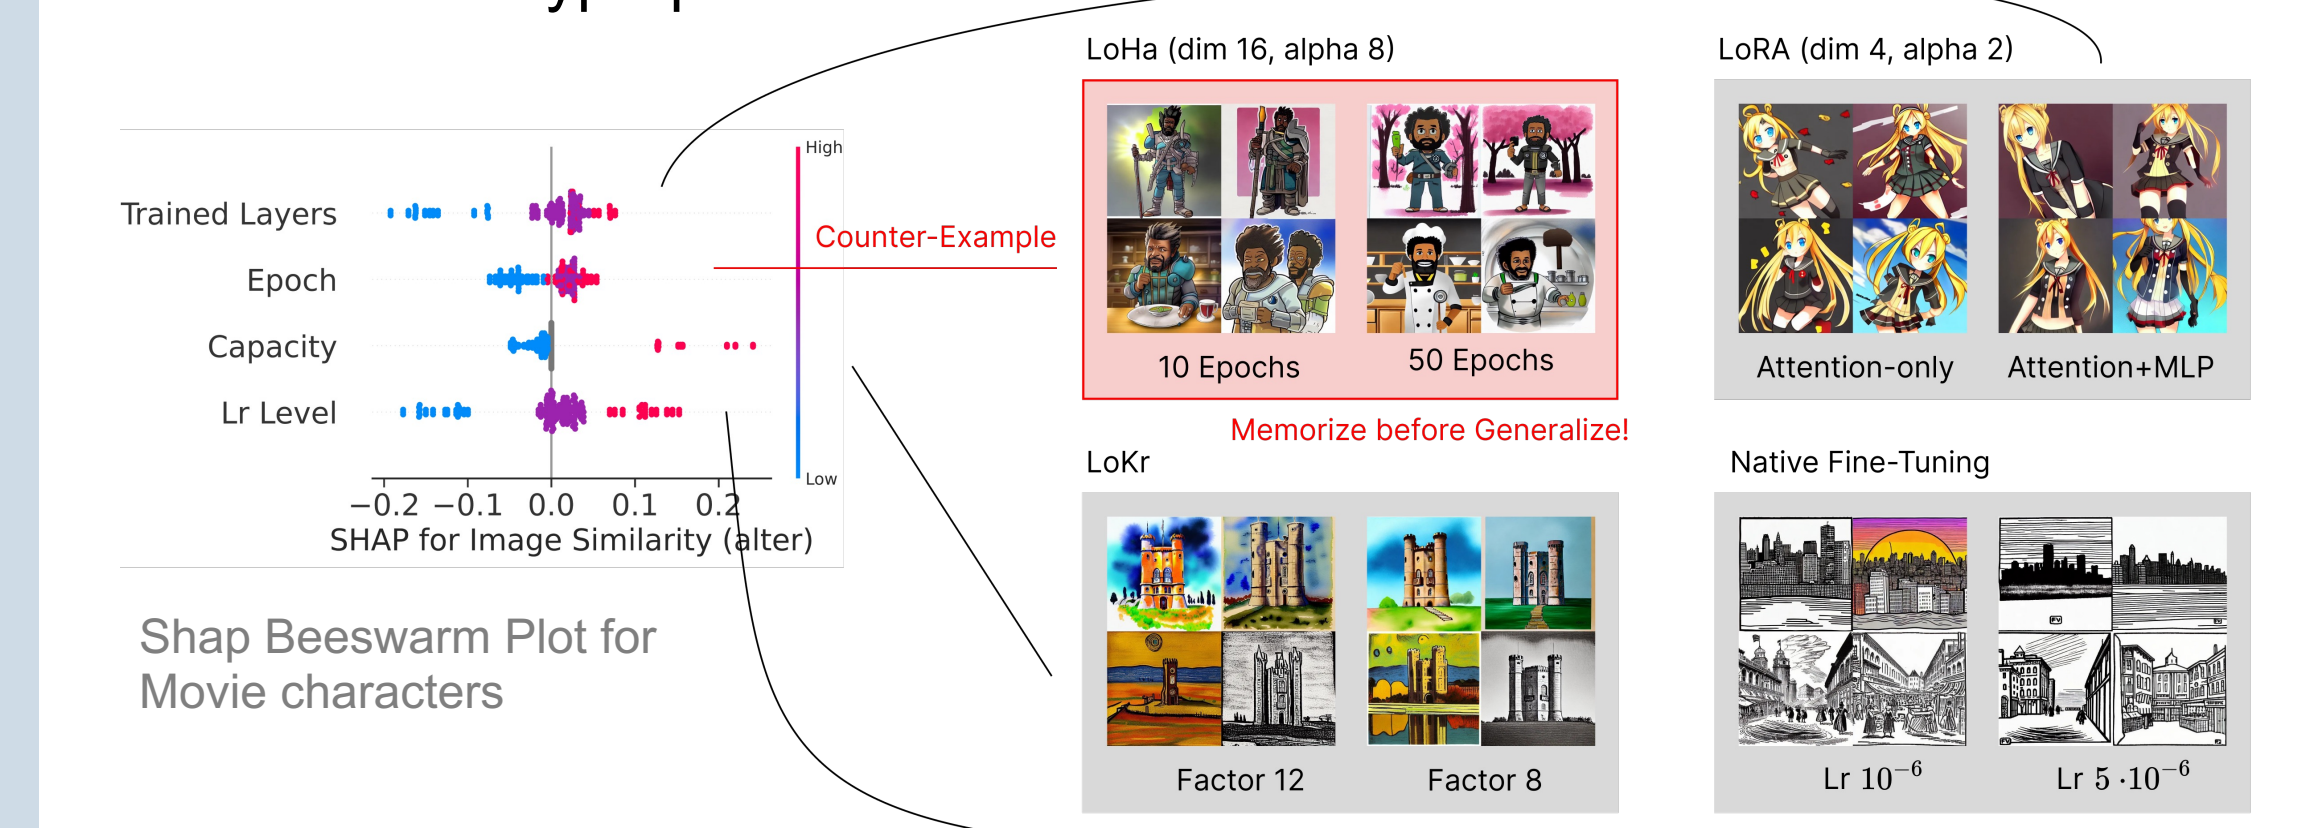 High
Trained Layers
Epoch
Capacity
Lr Level
Low
−0.2 −0.1 0.0 0.1 0.2
SHAP for Image Similarity (alter)
Shap Beeswarm Plot for
Movie characters
Counter-Example
LoHa (dim 16, alpha 8)
10 Epochs
50 Epochs
Memorize before Generalize!
LoRA (dim 4, alpha 2)
Attention-only
Attention+MLP
LoKr
Factor 12
Factor 8
Native Fine-Tuning
Lr 10⁻⁶
Lr 5 ·10⁻⁶